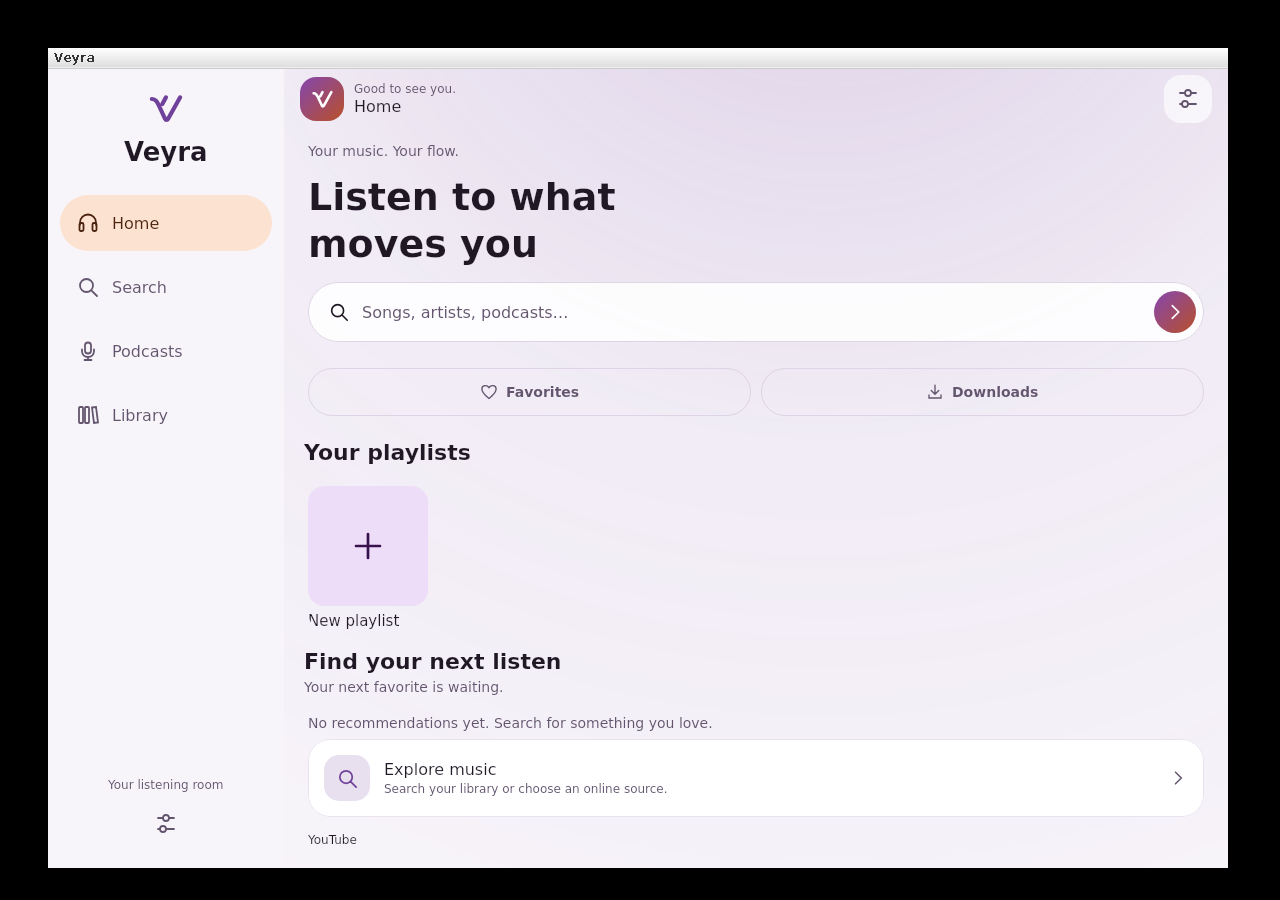 Veyra
Veyra
Home
Search
Podcasts
Library
Your listening room
Good to see you.
Home
Your music. Your flow.
Listen to what
moves you
Songs, artists, podcasts…
Favorites
Downloads
Your playlists
New playlist
Find your next listen
Your next favorite is waiting.
No recommendations yet. Search for something you love.
Explore music
Search your library or choose an online source.
YouTube